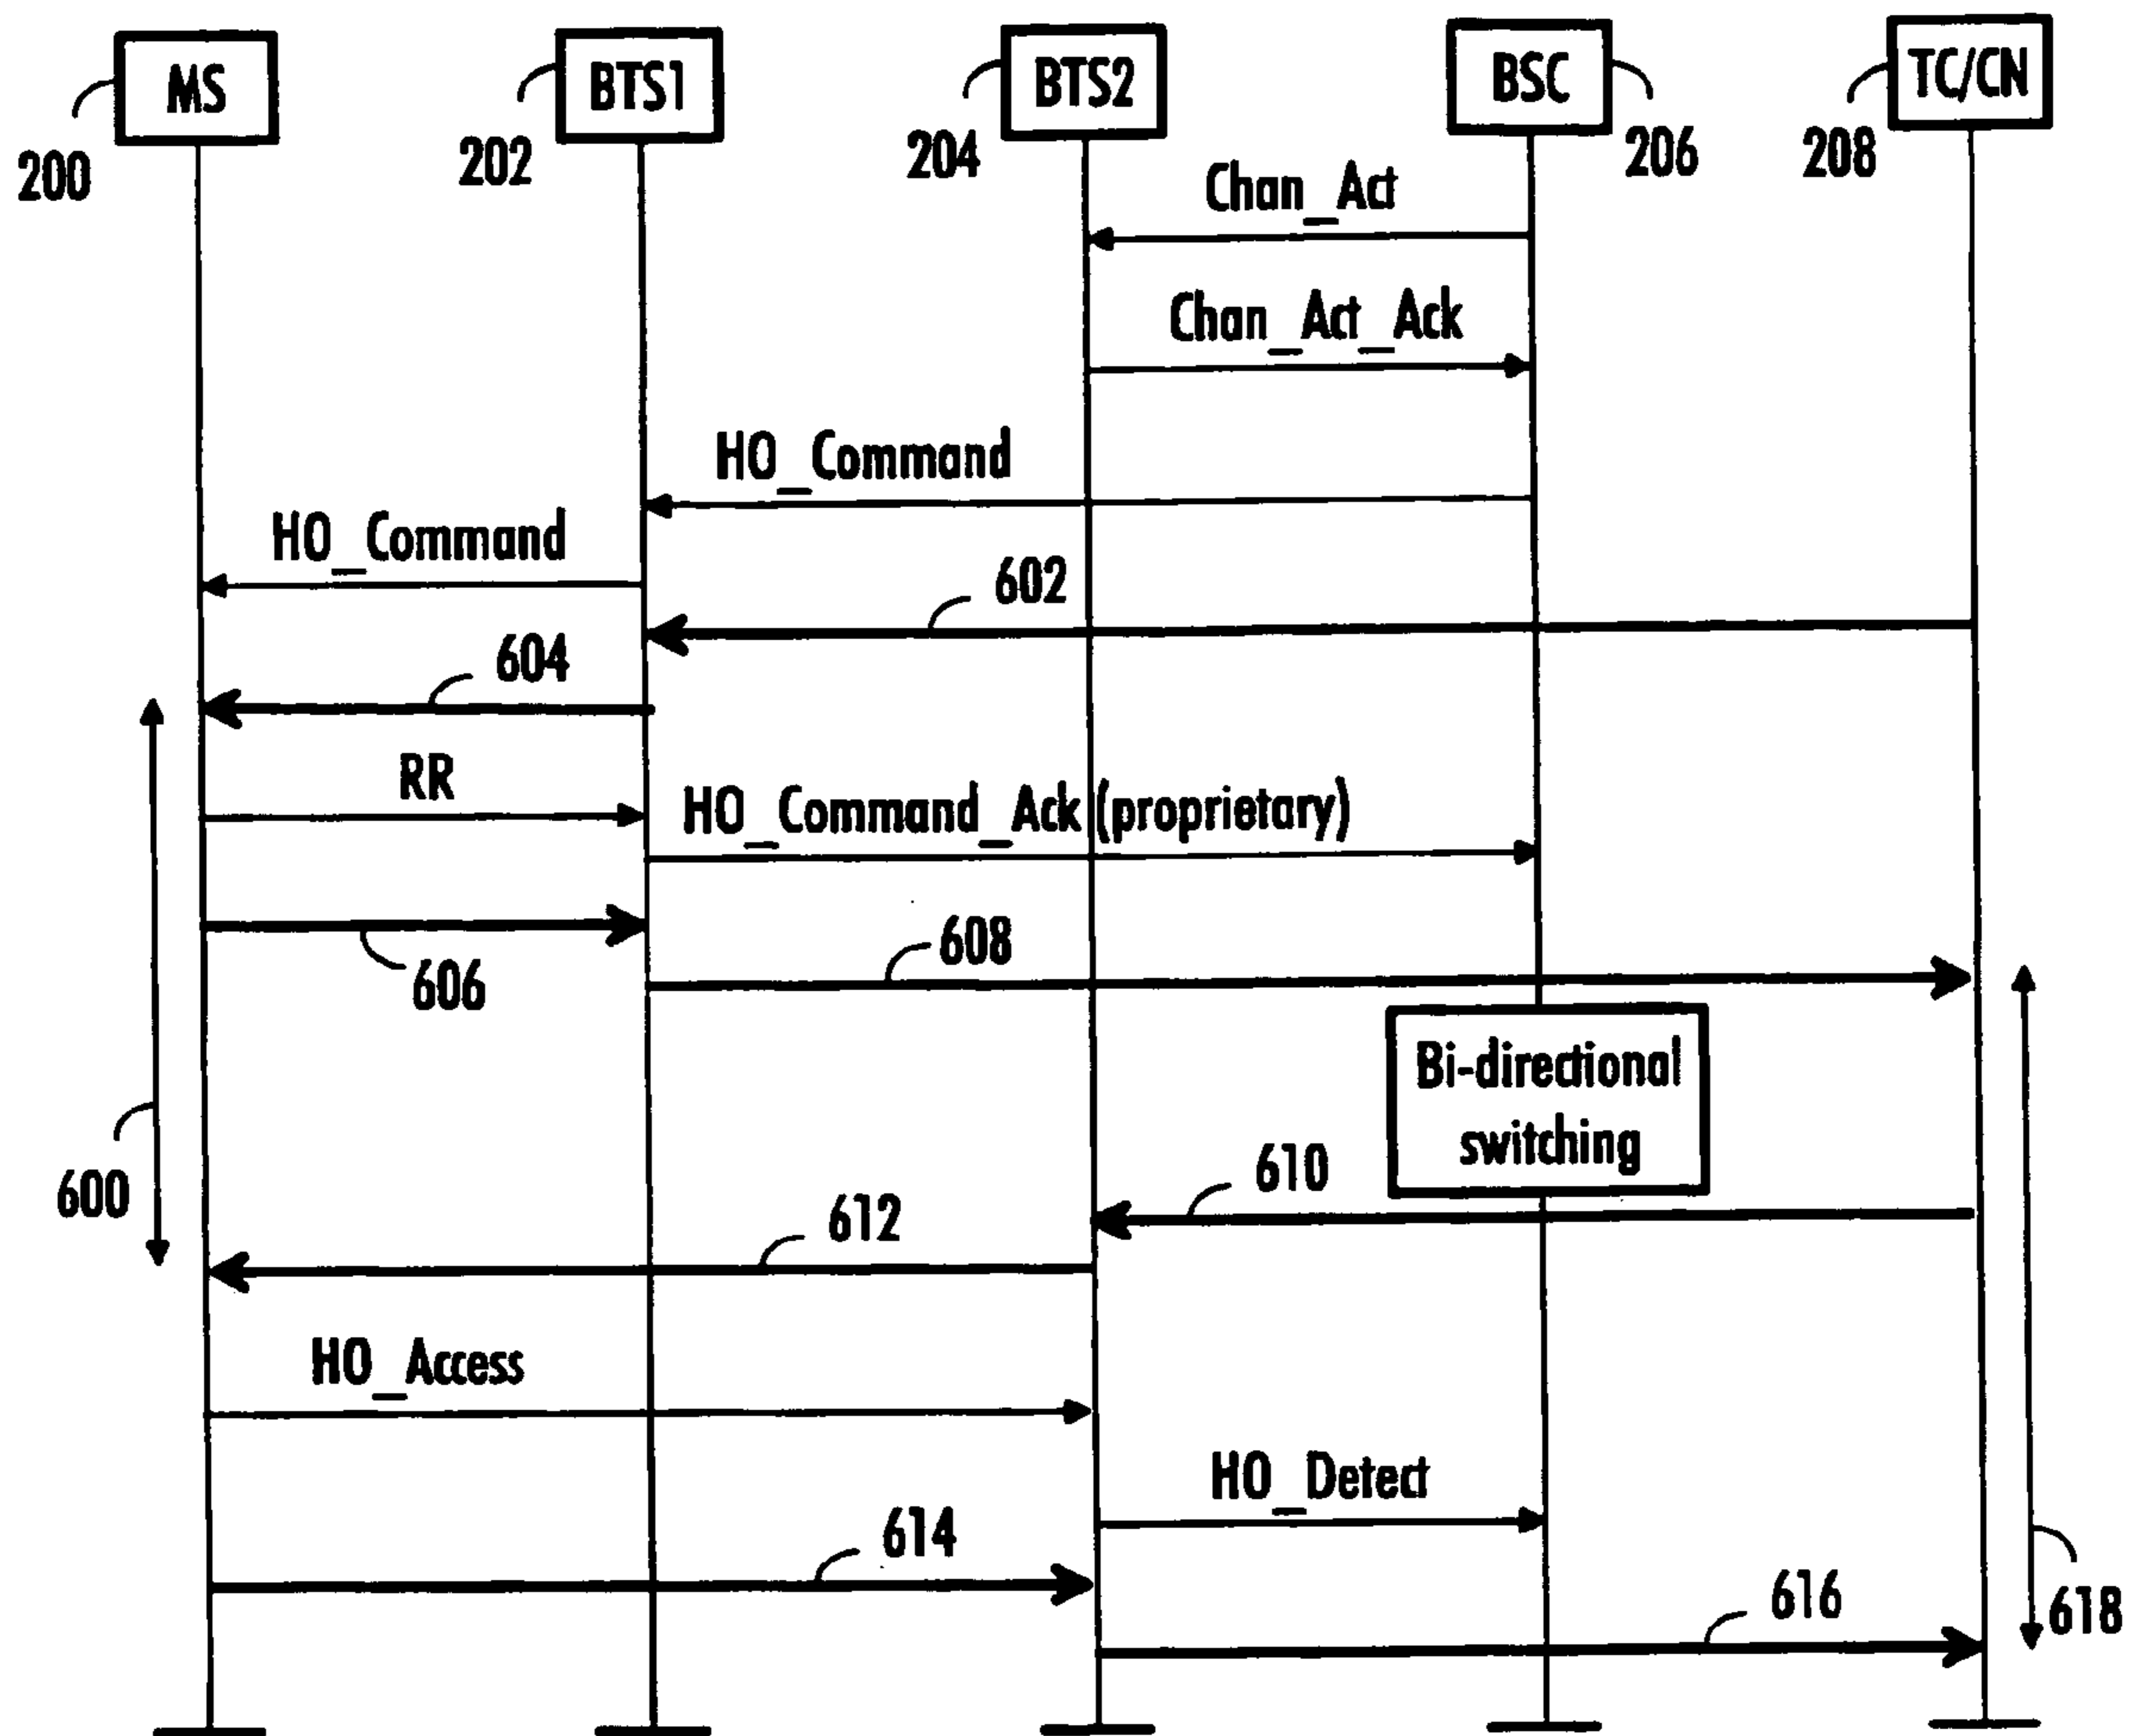 MS
BTS1
BTS2
BSC
TC/CN
200
202
204
206
208
Chan_Act
Chan_Act_Ack
HO_Command
HO_Command
602
604
RR
HO_Command_Ack (proprietary)
606
608
Bi-directional
switching
600
610
612
HO_Access
HO_Detect
614
616
618